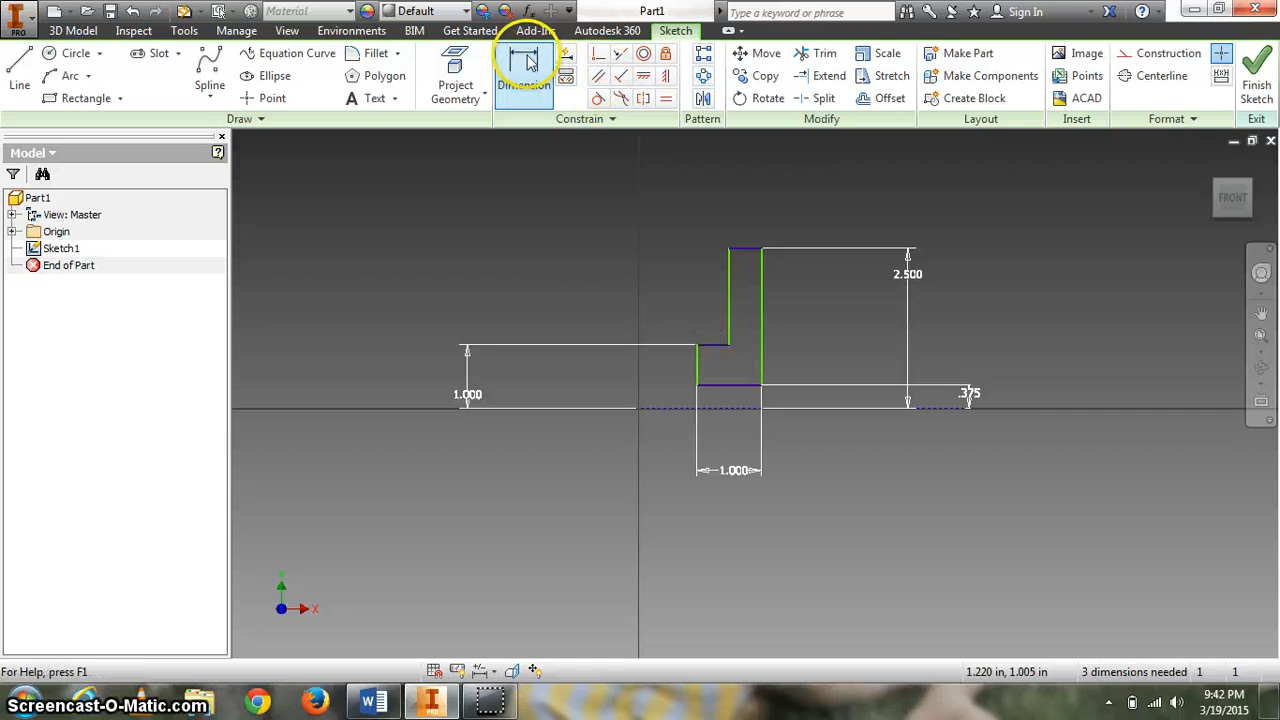 Material Default Part1 Type a keyword or phrase Sign In
PRO 3D Model Inspect Tools Manage View Environments BIM Get Started Add-Ins Autodesk 360 Sketch
Line Circle Arc Rectangle Slot Spline Equation Curve Ellipse Point Fillet Polygon Text
Project Geometry Dimension
Move Copy Rotate Trim Extend Split Scale Stretch Offset
Make Part Make Components Create Block Image Points ACAD Construction Centerline Finish Sketch
Draw Constrain Pattern Modify Layout Insert Format Exit
Model
Part1
View: Master
Origin
Sketch1
End of Part
FRONT
2.500
1.000
.375
1.000
Y
X
For Help, press F1 1.220 in, 1.005 in 3 dimensions needed 1 1
9:42 PM
Screencast-O-Matic.com PRO 3/19/2015